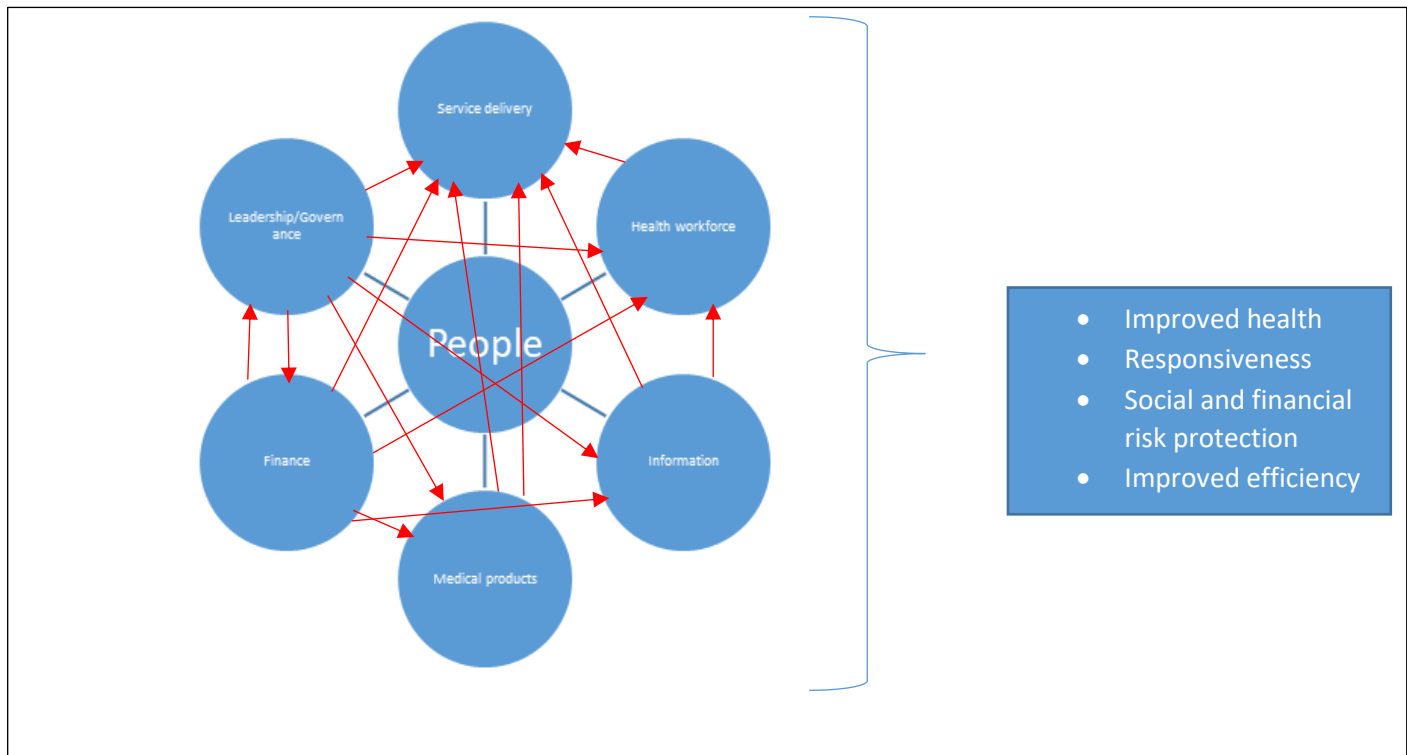 Service delivery
Leadership/Govern
ance
Health workforce
People
Finance
Information
Medical products
• Improved health
• Responsiveness
• Social and financial
risk protection
• Improved efficiency